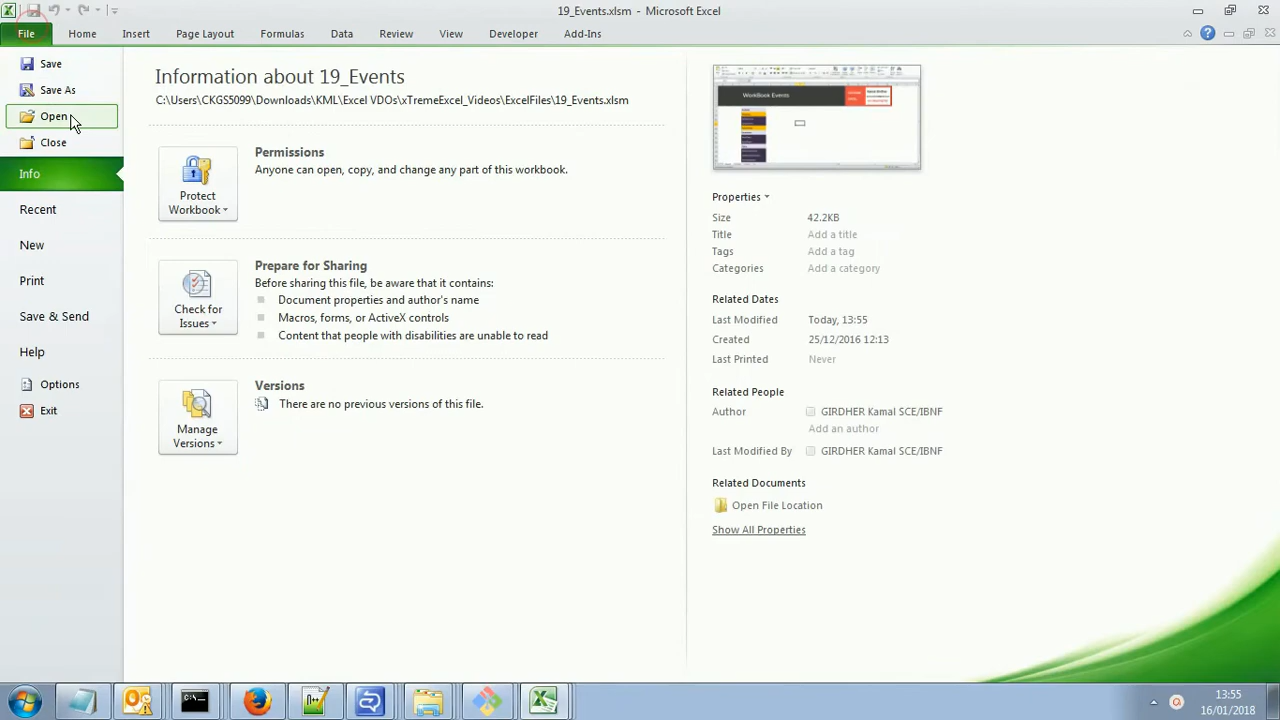 19_Events.xlsm - Microsoft Excel
File Home Insert Page Layout Formulas Data Review View Developer Add-Ins
Save
Save As
Open
Close
Info
Recent
New
Print
Save & Send
Help
Options
Exit
Information about 19_Events
\CKGS5099\Downloads\XML\Excel VDOs\xTremeExcel_Videos\ExcelFiles\19_Events.xlsm
Protect
Workbook
Permissions
Anyone can open, copy, and change any part of this workbook.
Check for
Issues
Prepare for Sharing
Before sharing this file, be aware that it contains:
Document properties and author's name
Macros, forms, or ActiveX controls
Content that people with disabilities are unable to read
Manage
Versions
Versions
There are no previous versions of this file.
WorkBook Events
Properties
Size 42.2KB
Title Add a title
Tags Add a tag
Categories Add a category
Related Dates
Last Modified Today, 13:55
Created 25/12/2016 12:13
Last Printed Never
Related People
Author GIRDHER Kamal SCE/IBNF
Add an author
Last Modified By GIRDHER Kamal SCE/IBNF
Related Documents
Open File Location
Show All Properties
13:55
16/01/2018